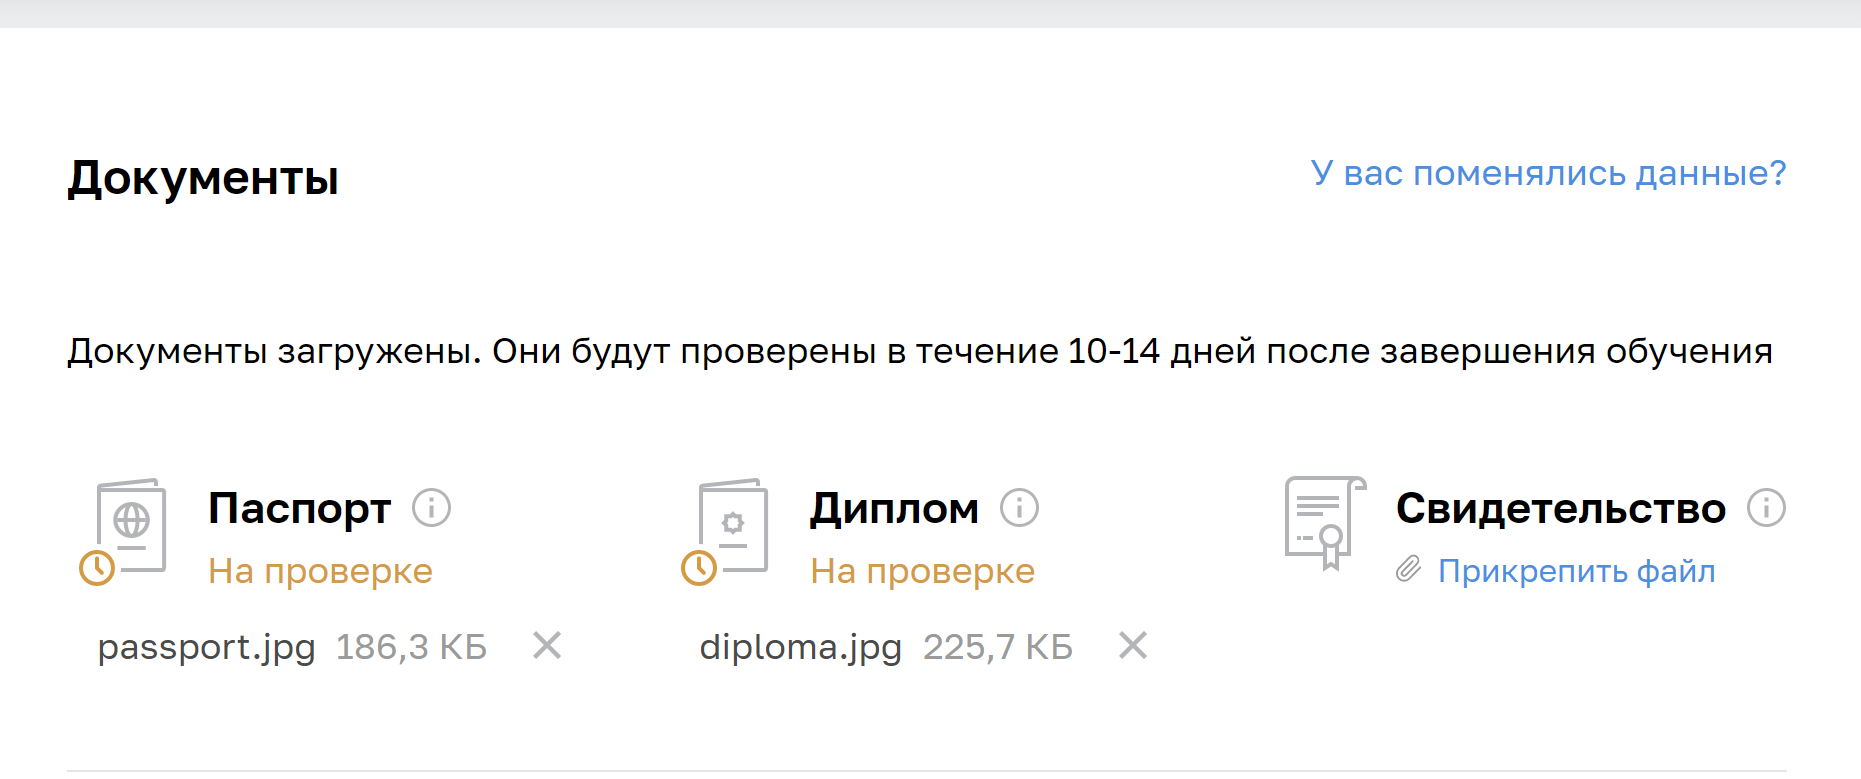 Документы
У вас поменялись данные?
Документы загружены. Они будут проверены в течение 10-14 дней после завершения обучения
Паспорт
На проверке
passport.jpg 186,3 КБ
Диплом
На проверке
diploma.jpg 225,7 КБ
Свидетельство
Прикрепить файл